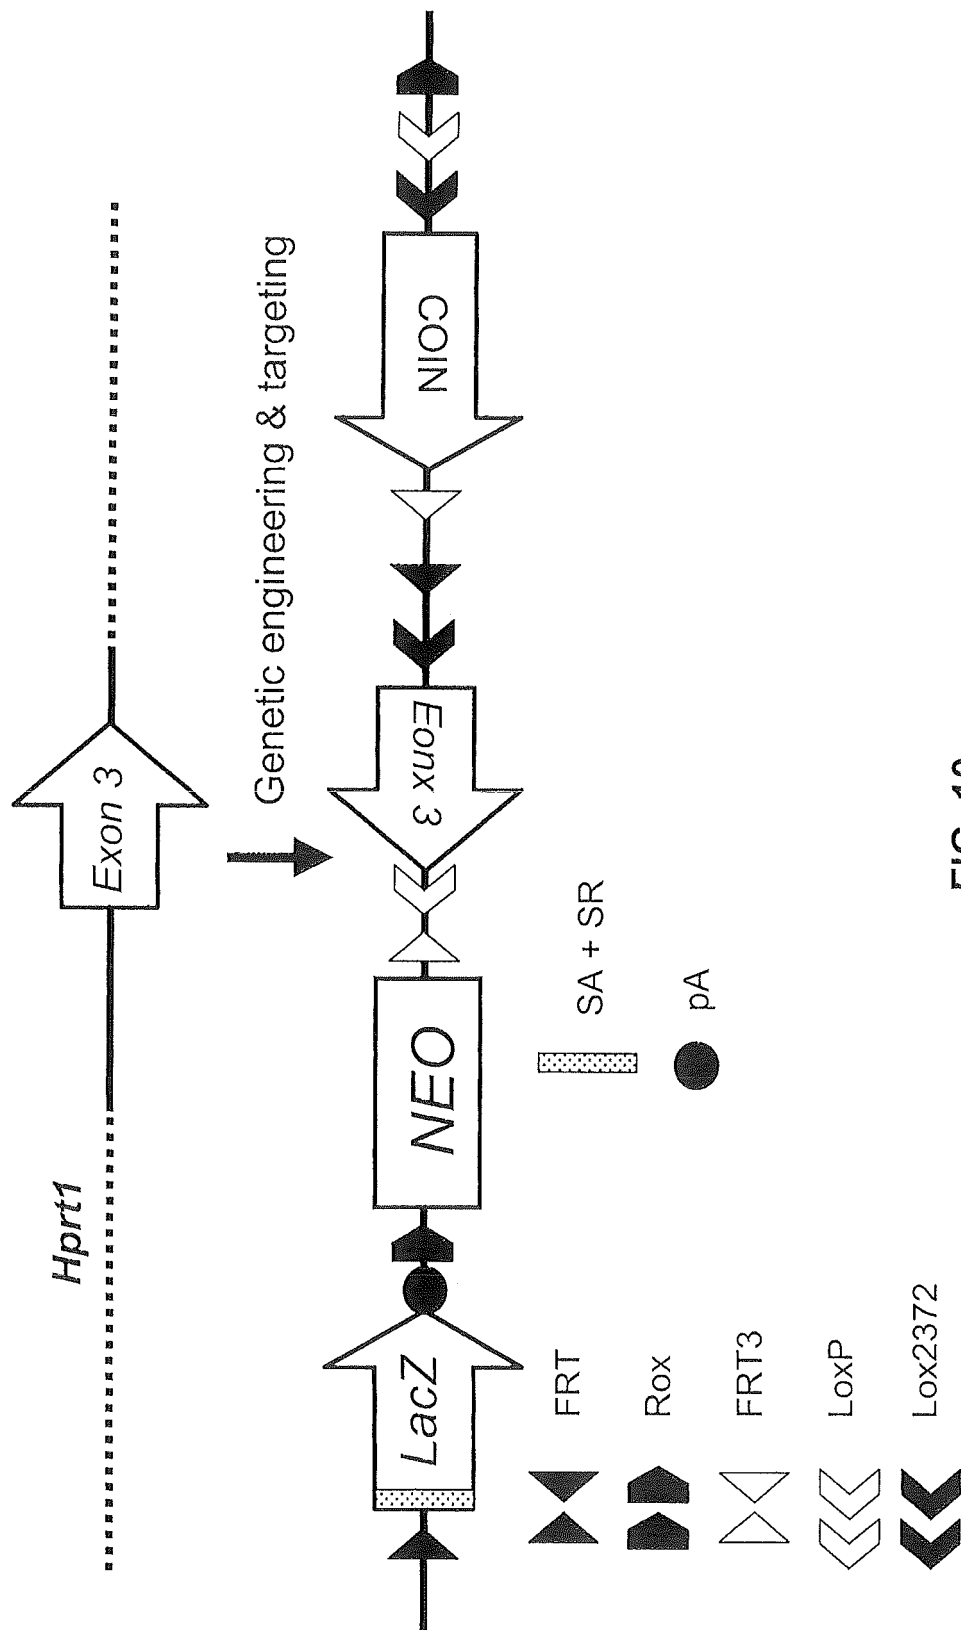 Hprt1
Exon 3
Genetic engineering & targeting
LacZ
NEO
Eonx 3
COIN
FRT
Rox
FRT3
LoxP
Lox2372
SA + SR
pA
FIG.